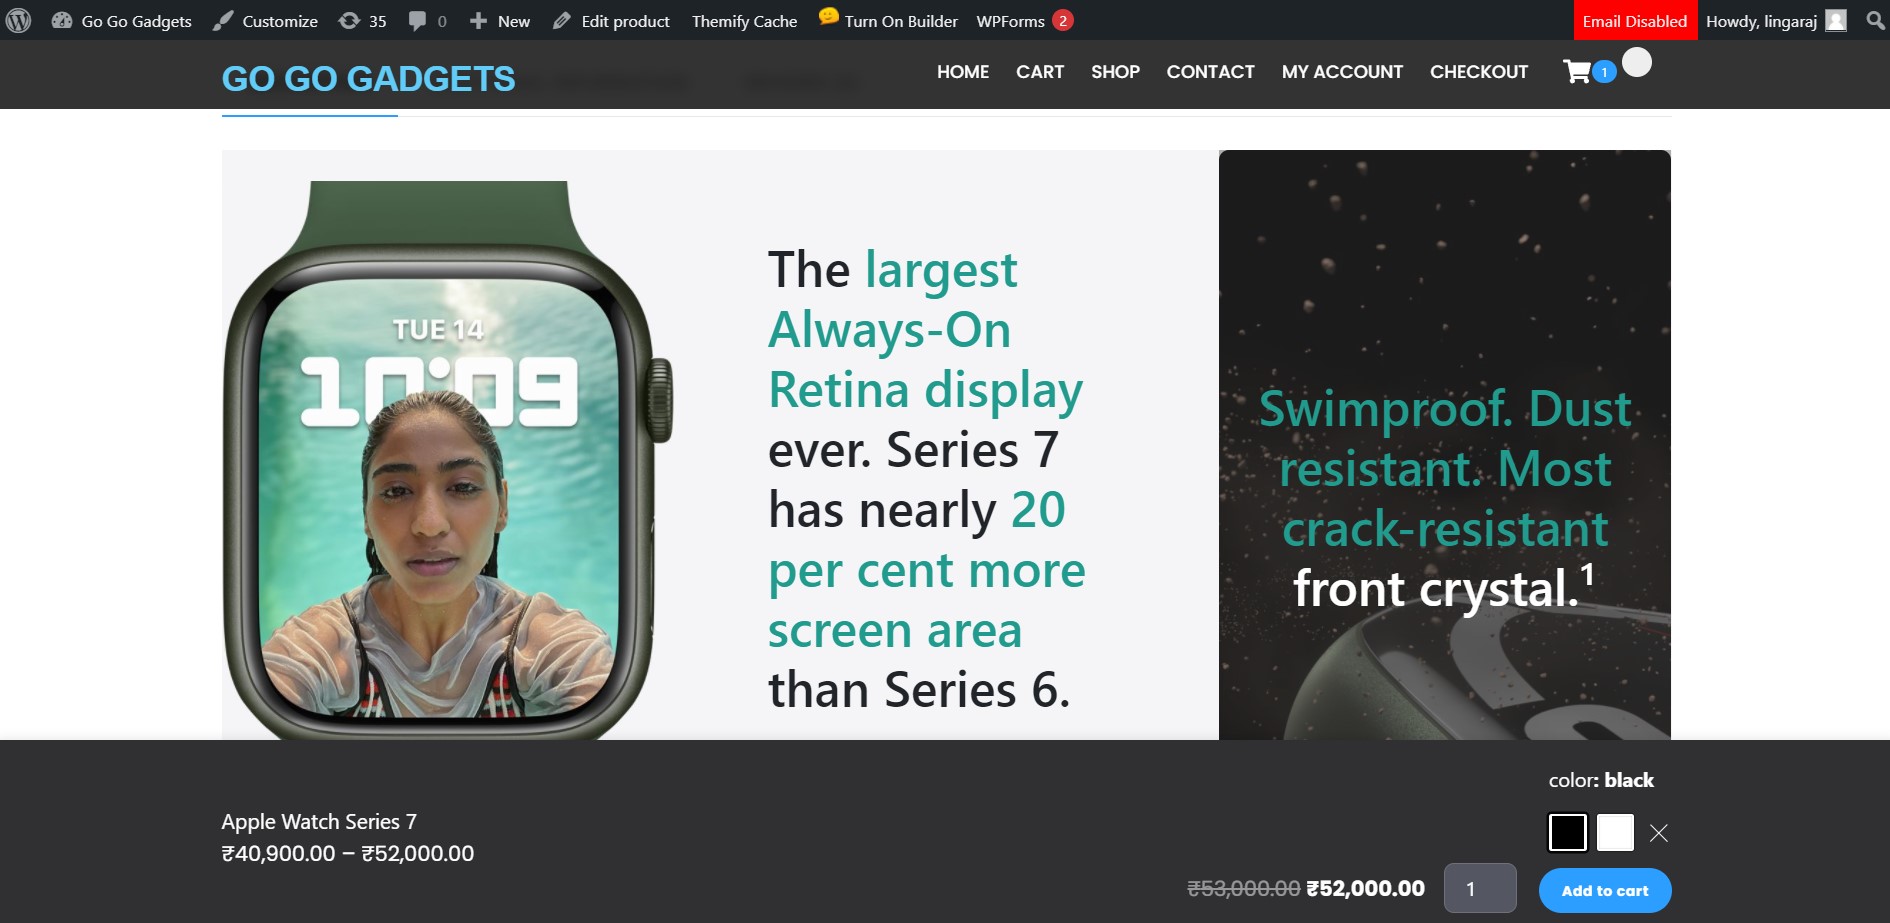 Go Go Gadgets Customize 35 0 New Edit product Themify Cache Turn On Builder WPForms 2 Email Disabled Howdy, lingaraj
GO GO GADGETS HOME CART SHOP CONTACT MY ACCOUNT CHECKOUT 1
TUE 14
10:09
The largest
Always-On
Retina display
ever. Series 7
has nearly 20
per cent more
screen area
than Series 6.
Swimproof. Dust
resistant. Most
crack-resistant
front crystal.¹
color: black
Apple Watch Series 7
₹40,900.00 – ₹52,000.00
₹53,000.00 ₹52,000.00 1 Add to cart